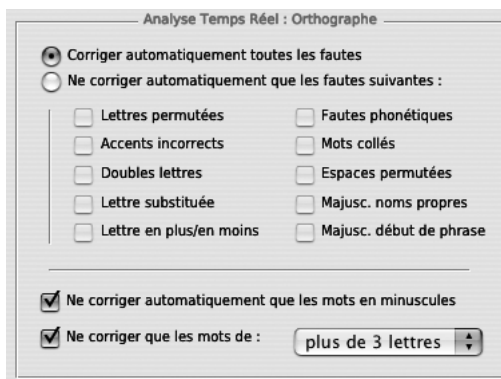 Analyse Temps Réel : Orthographe
Corriger automatiquement toutes les fautes
Ne corriger automatiquement que les fautes suivantes :
Lettres permutées
Fautes phonétiques
Accents incorrects
Mots collés
Doubles lettres
Espaces permutées
Lettre substituée
Majusc. noms propres
Lettre en plus/en moins
Majusc. début de phrase
Ne corriger automatiquement que les mots en minuscules
Ne corriger que les mots de :
plus de 3 lettres